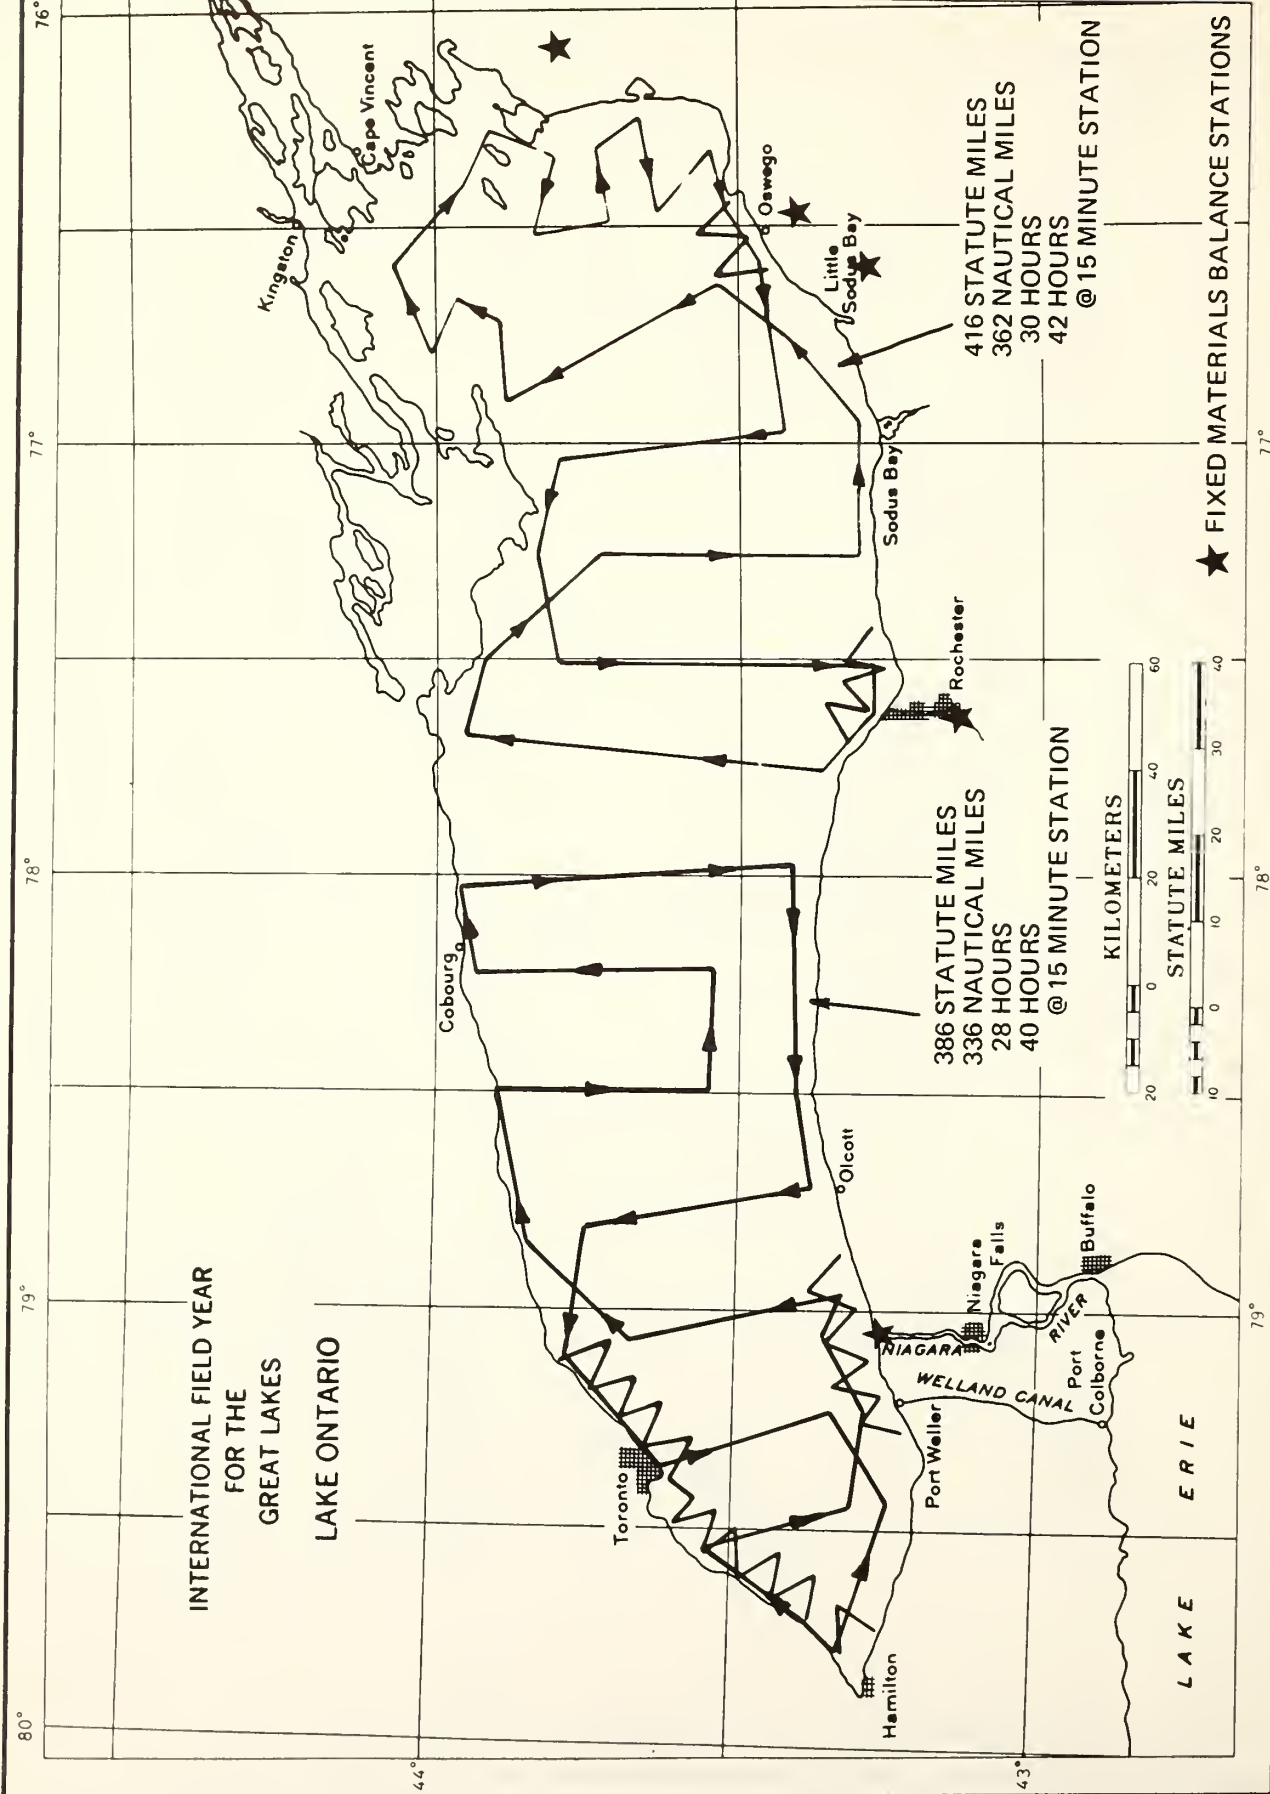 INTERNATIONAL FIELD YEAR
FOR THE
GREAT LAKES
LAKE ONTARIO
80°
79°
78°
77°
76°
44°
43°
Kingston
Cape Vincent
Cobourg
Toronto
Oswego
Little
Sodus Bay
Sodus Bay
Rochester
Olcott
Niagara
Falls
Buffalo
NIAGARA
RIVER
WELLAND CANAL
Port
Colborne
Port Weller
Hamilton
LAKE ERIE
416 STATUTE MILES
362 NAUTICAL MILES
30 HOURS
42 HOURS
@15 MINUTE STATION
386 STATUTE MILES
336 NAUTICAL MILES
28 HOURS
40 HOURS
@15 MINUTE STATION
KILOMETERS
20 0 20 40 60
STATUTE MILES
10 0 10 20 30 40
★ FIXED MATERIALS BALANCE STATIONS
79°
78°
77°